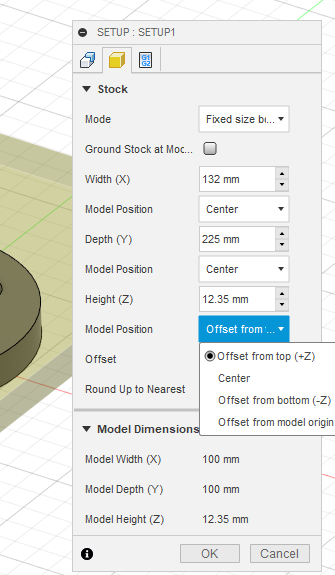 SETUP : SETUP1
G1
G2
Stock
Mode Fixed size bo...
Ground Stock at Moc...
Width (X) 132 mm
Model Position Center
Depth (Y) 225 mm
Model Position Center
Height (Z) 12.35 mm
Model Position Offset from ...
Offset
Round Up to Nearest
Offset from top (+Z)
Center
Offset from bottom (-Z)
Offset from model origin
Model Dimensions
Model Width (X) 100 mm
Model Depth (Y) 100 mm
Model Height (Z) 12.35 mm
OK Cancel